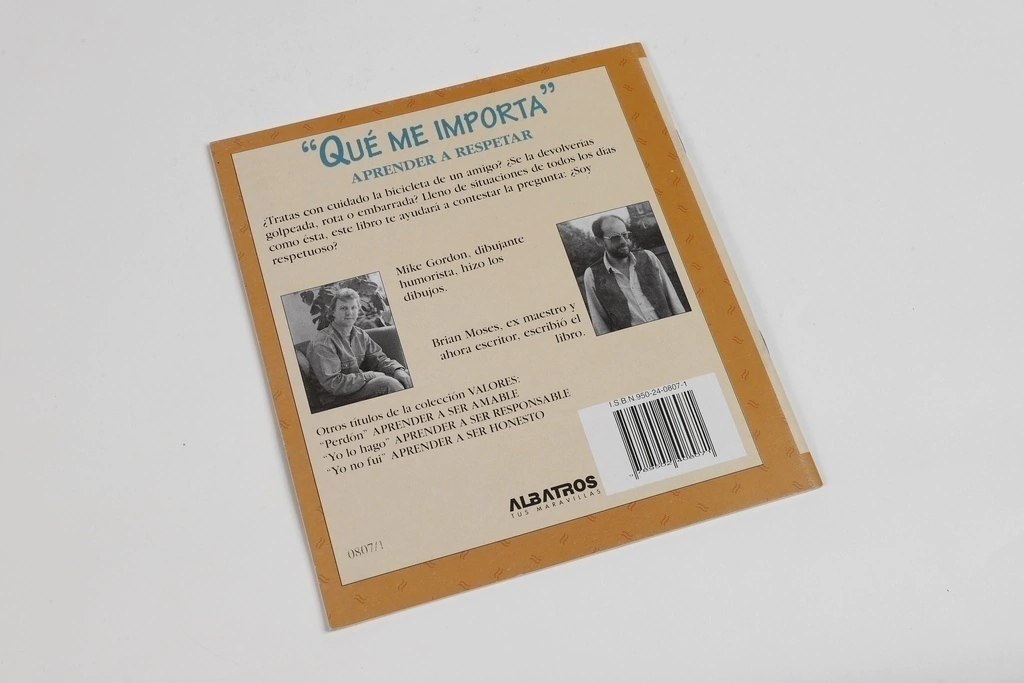 “QUÉ ME IMPORTA”
APRENDER A RESPETAR
¿Tratas con cuidado la bicicleta de un amigo? ¿Se la devolverías
golpeada, rota o embarrada? Lleno de situaciones de todos los días
como ésta, este libro te ayudará a contestar la pregunta: ¿Soy
respetuoso?
Mike Gordon, dibujante
humorista, hizo los
dibujos.
Brian Moses, ex maestro y
ahora escritor, escribió el
libro.
Otros títulos de la colección VALORES:
“Perdón” APRENDER A SER AMABLE
“Yo lo hago” APRENDER A SER RESPONSABLE
“Yo no fui” APRENDER A SER HONESTO
I.S.B.N.950-24-0807-1
ALBATROS
TUS MARAVILLAS
0807/1